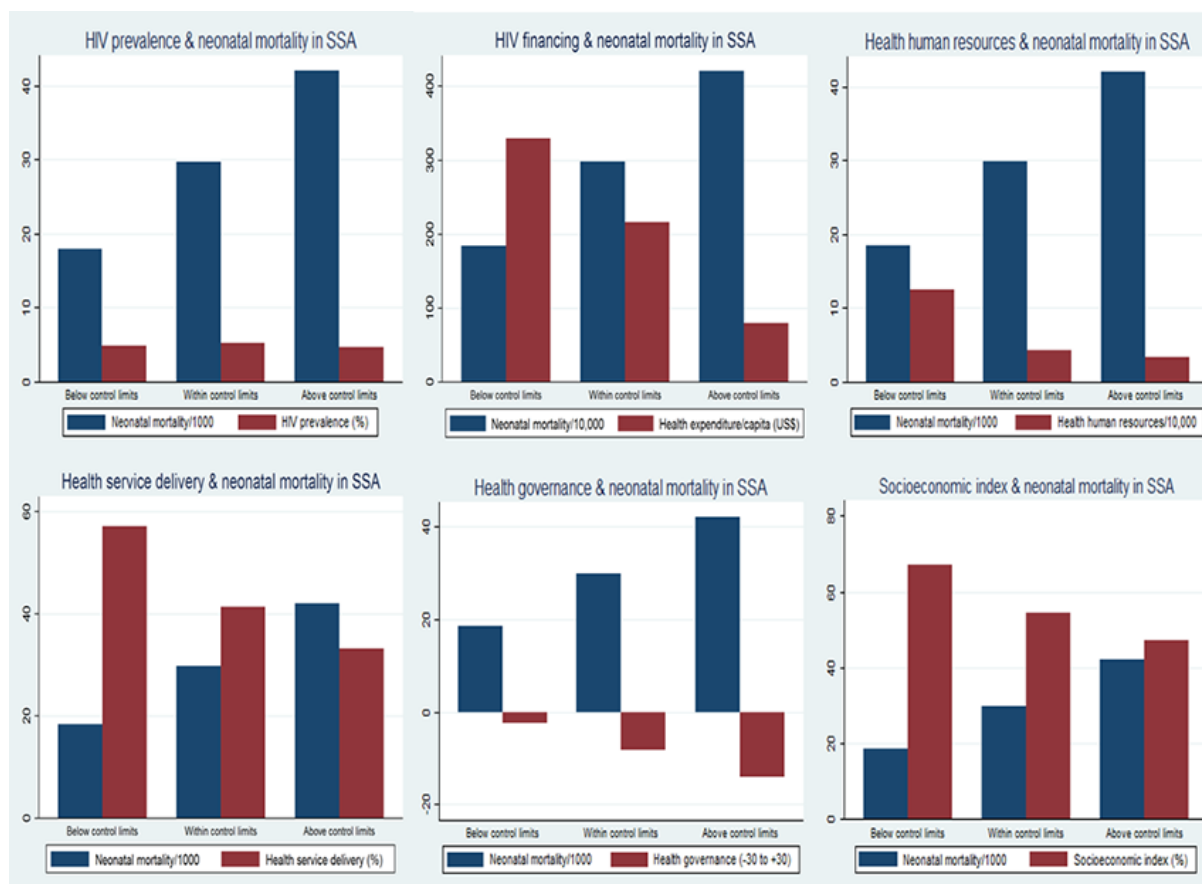 HIV prevalence & neonatal mortality in SSA
40
30
20
10
0
Below control limits Within control limits Above control limits
Neonatal mortality/1000 HIV prevalence (%)
HIV financing & neonatal mortality in SSA
400
300
200
100
0
Below control limits Within control limits Above control limits
Neonatal mortality/10,000 Health expenditure/capita (US$)
Health human resources & neonatal mortality in SSA
40
30
20
10
0
Below control limits Within control limits Above control limits
Neonatal mortality/1000 Health human resources/10,000
Health service delivery & neonatal mortality in SSA
60
40
20
0
Below control limits Within control limits Above control limits
Neonatal mortality/1000 Health service delivery (%)
Health governance & neonatal mortality in SSA
40
20
0
-20
Below control limits Within control limits Above control limits
Neonatal mortality/1000 Health governance (-30 to +30)
Socioeconomic index & neonatal mortality in SSA
80
60
40
20
0
Below control limits Within control limits Above control limits
Neonatal mortality/1000 Socioeconomic index (%)